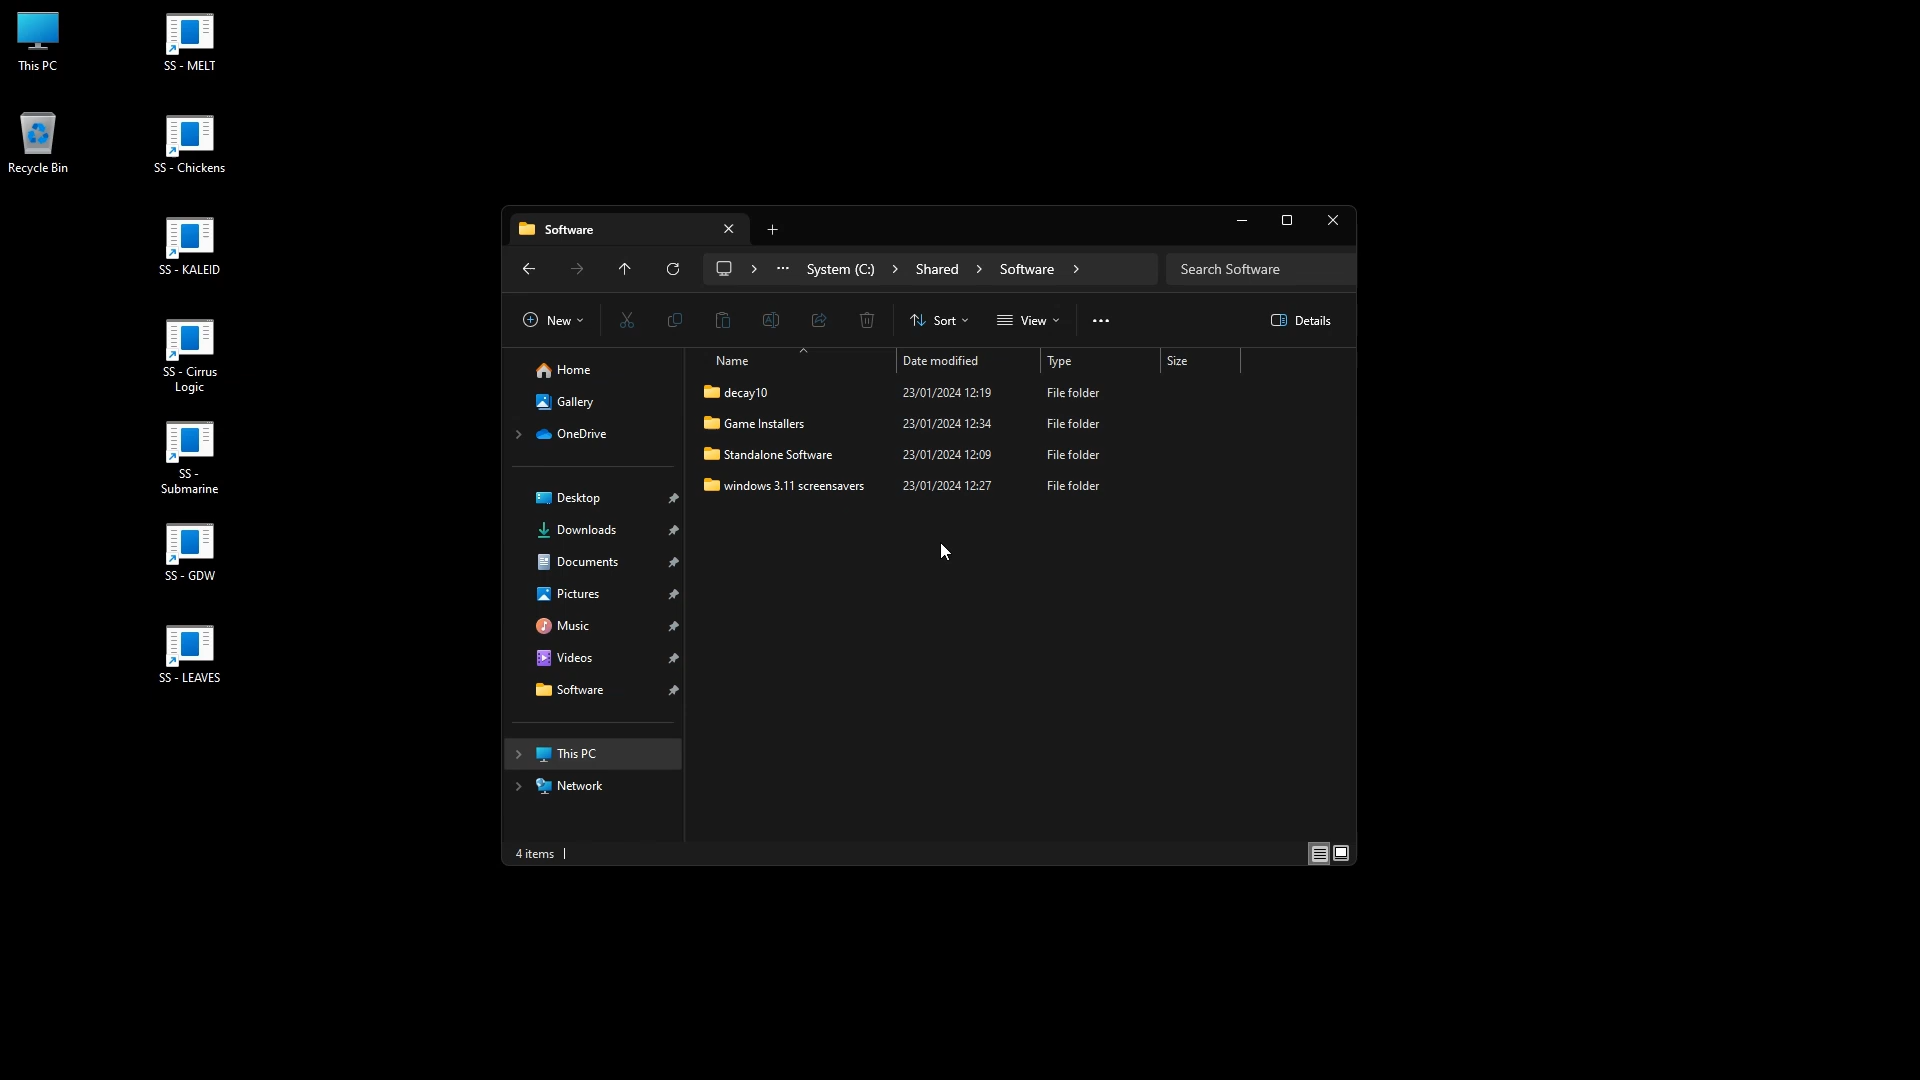 This PC
Recycle Bin
SS - MELT
SS - Chickens
SS - KALEID
SS - Cirrus
Logic
SS -
Submarine
SS - GDW
SS - LEAVES
Software
System (C:) Shared Software
Search Software
New Sort View Details
Home
Gallery
OneDrive
Desktop
Downloads
Documents
Pictures
Music
Videos
Software
This PC
Network
Name Date modified Type Size
decay10 23/01/2024 12:19 File folder
Game Installers 23/01/2024 12:34 File folder
Standalone Software 23/01/2024 12:09 File folder
windows 3.11 screensavers 23/01/2024 12:27 File folder
4 items